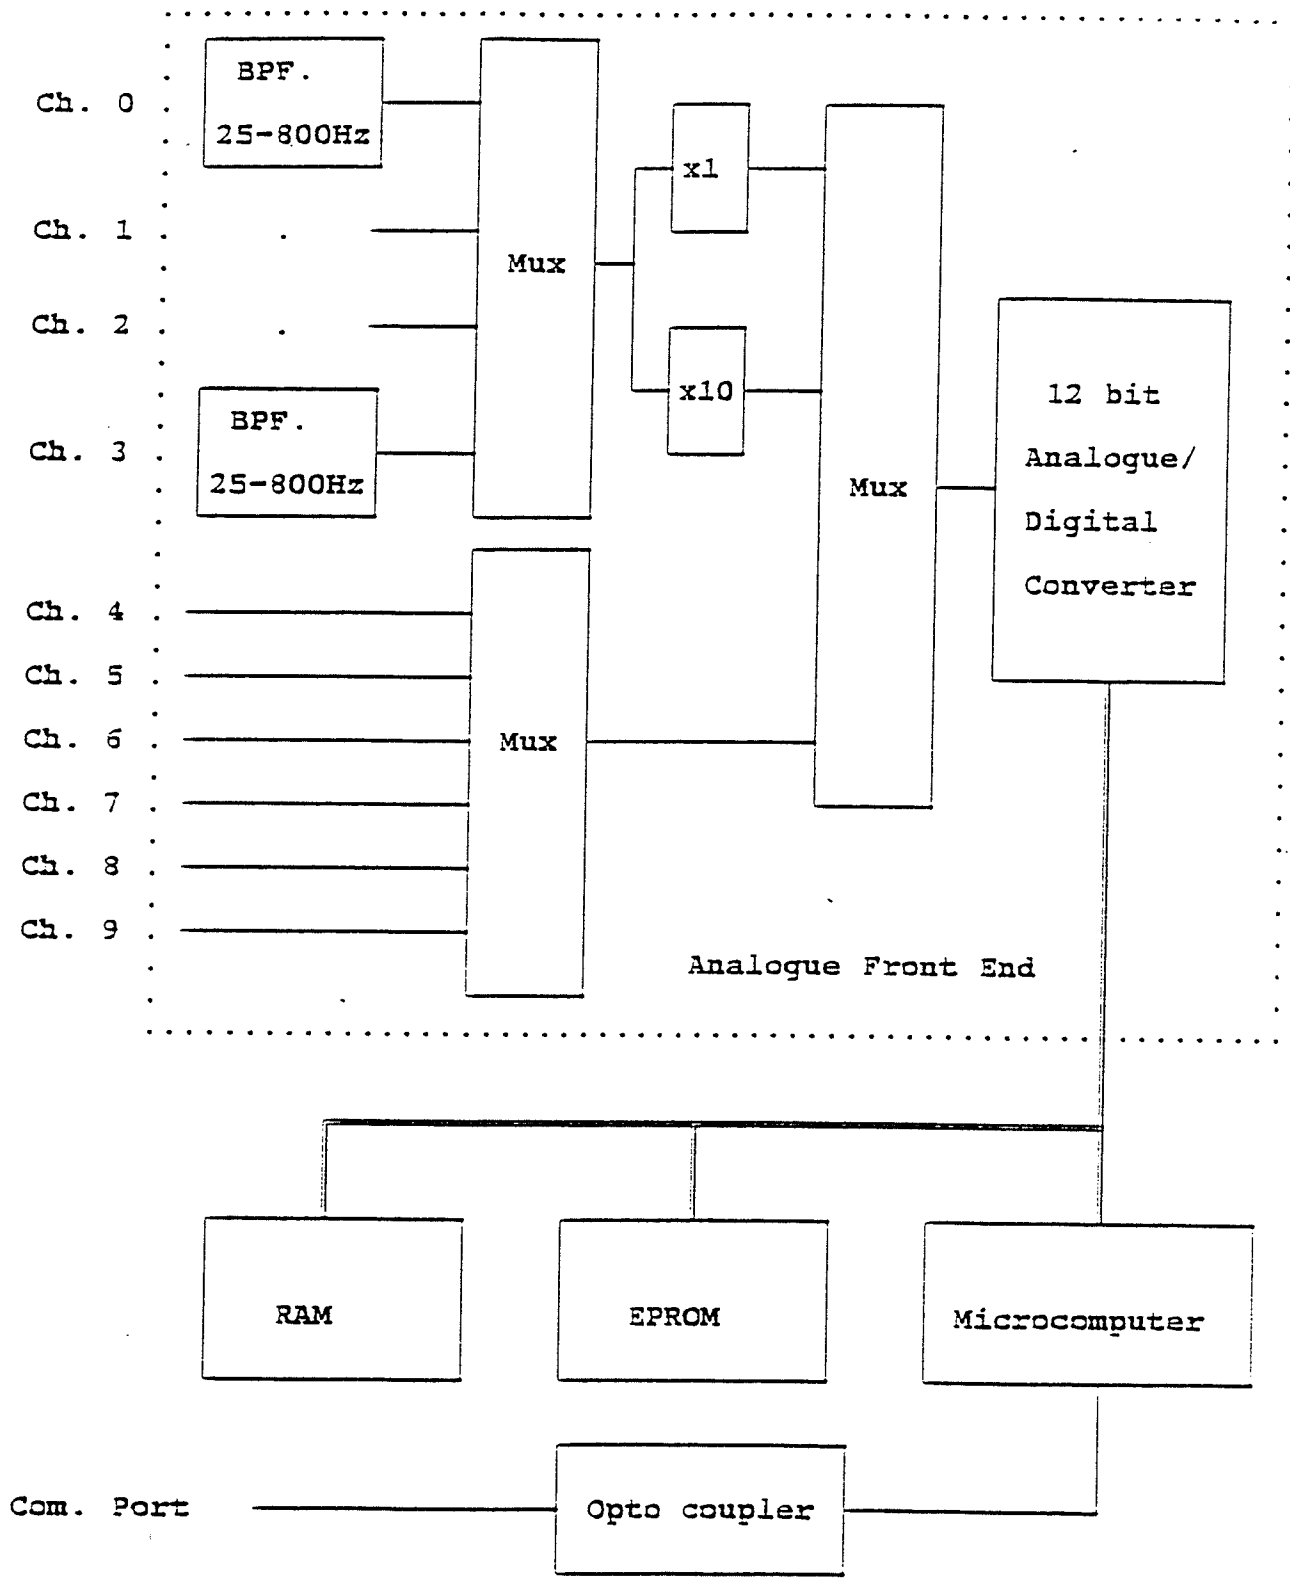 BPF.
25-800Hz
Ch. 0
Ch. 1
Ch. 2
Ch. 3
BPF.
25-800Hz
Mux
x1
x10
Mux
12 bit
Analogue/
Digital
Converter
Ch. 4
Ch. 5
Ch. 6
Ch. 7
Ch. 8
Ch. 9
Mux
Analogue Front End
RAM
EPROM
Microcomputer
Com. Port
Opto coupler